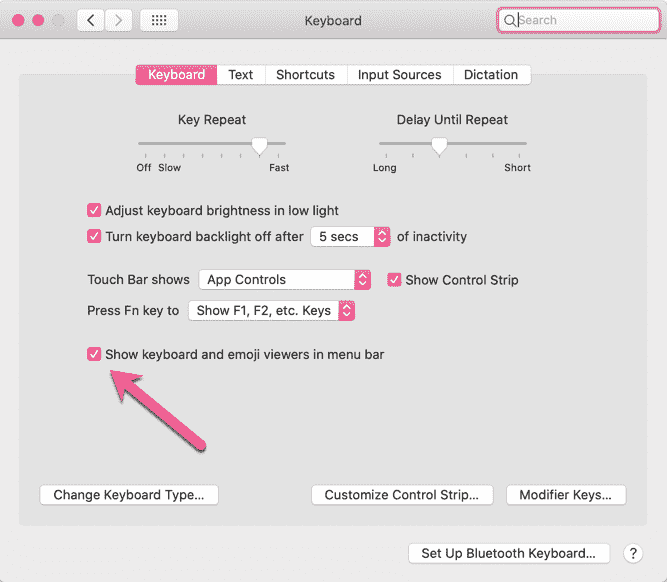 Keyboard
Search
Keyboard Text Shortcuts Input Sources Dictation
Key Repeat Delay Until Repeat
Off Slow Fast Long Short
Adjust keyboard brightness in low light
Turn keyboard backlight off after 5 secs of inactivity
Touch Bar shows App Controls Show Control Strip
Press Fn key to Show F1, F2, etc. Keys
Show keyboard and emoji viewers in menu bar
Change Keyboard Type... Customize Control Strip... Modifier Keys...
Set Up Bluetooth Keyboard... ?